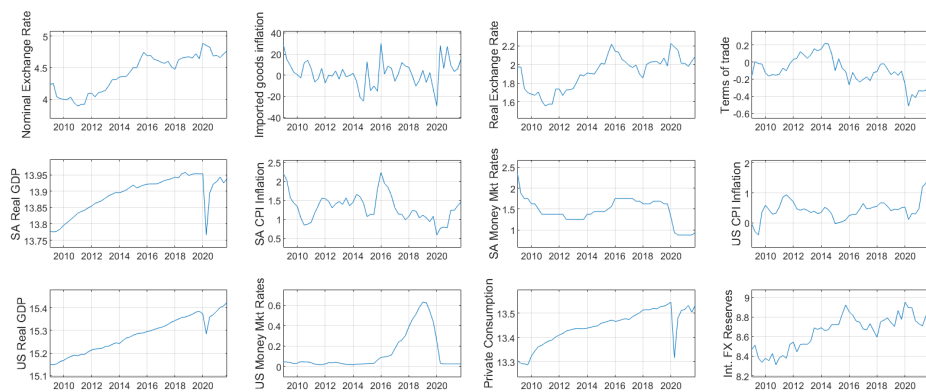 Nominal Exchange Rate
5
4.5
4
2010 2012 2014 2016 2018 2020
Imported goods inflation
40
20
0
-20
-40
2010 2012 2014 2016 2018 2020
Real Exchange Rate
2.2
2
1.8
1.6
2010 2012 2014 2016 2018 2020
Terms of trade
0.2
-0.2
-0.6
2010 2012 2014 2016 2018 2020
SA Real GDP
13.95
13.9
13.85
13.8
13.75
2010 2012 2014 2016 2018 2020
SA CPI Inflation
2.5
2
1.5
1
0.5
2010 2012 2014 2016 2018 2020
SA Money Mkt Rates
2.5
2
1.5
1
2010 2012 2014 2016 2018 2020
US CPI Inflation
2
1
0
2010 2012 2014 2016 2018 2020
US Real GDP
15.4
15.3
15.2
15.1
2010 2012 2014 2016 2018 2020
US Money Mkt Rates
0.6
0.4
0.2
0
2010 2012 2014 2016 2018 2020
Private Consumption
13.5
13.4
13.3
2010 2012 2014 2016 2018 2020
Int. FX Reserves
9
8.8
8.6
8.4
8.2
2010 2012 2014 2016 2018 2020